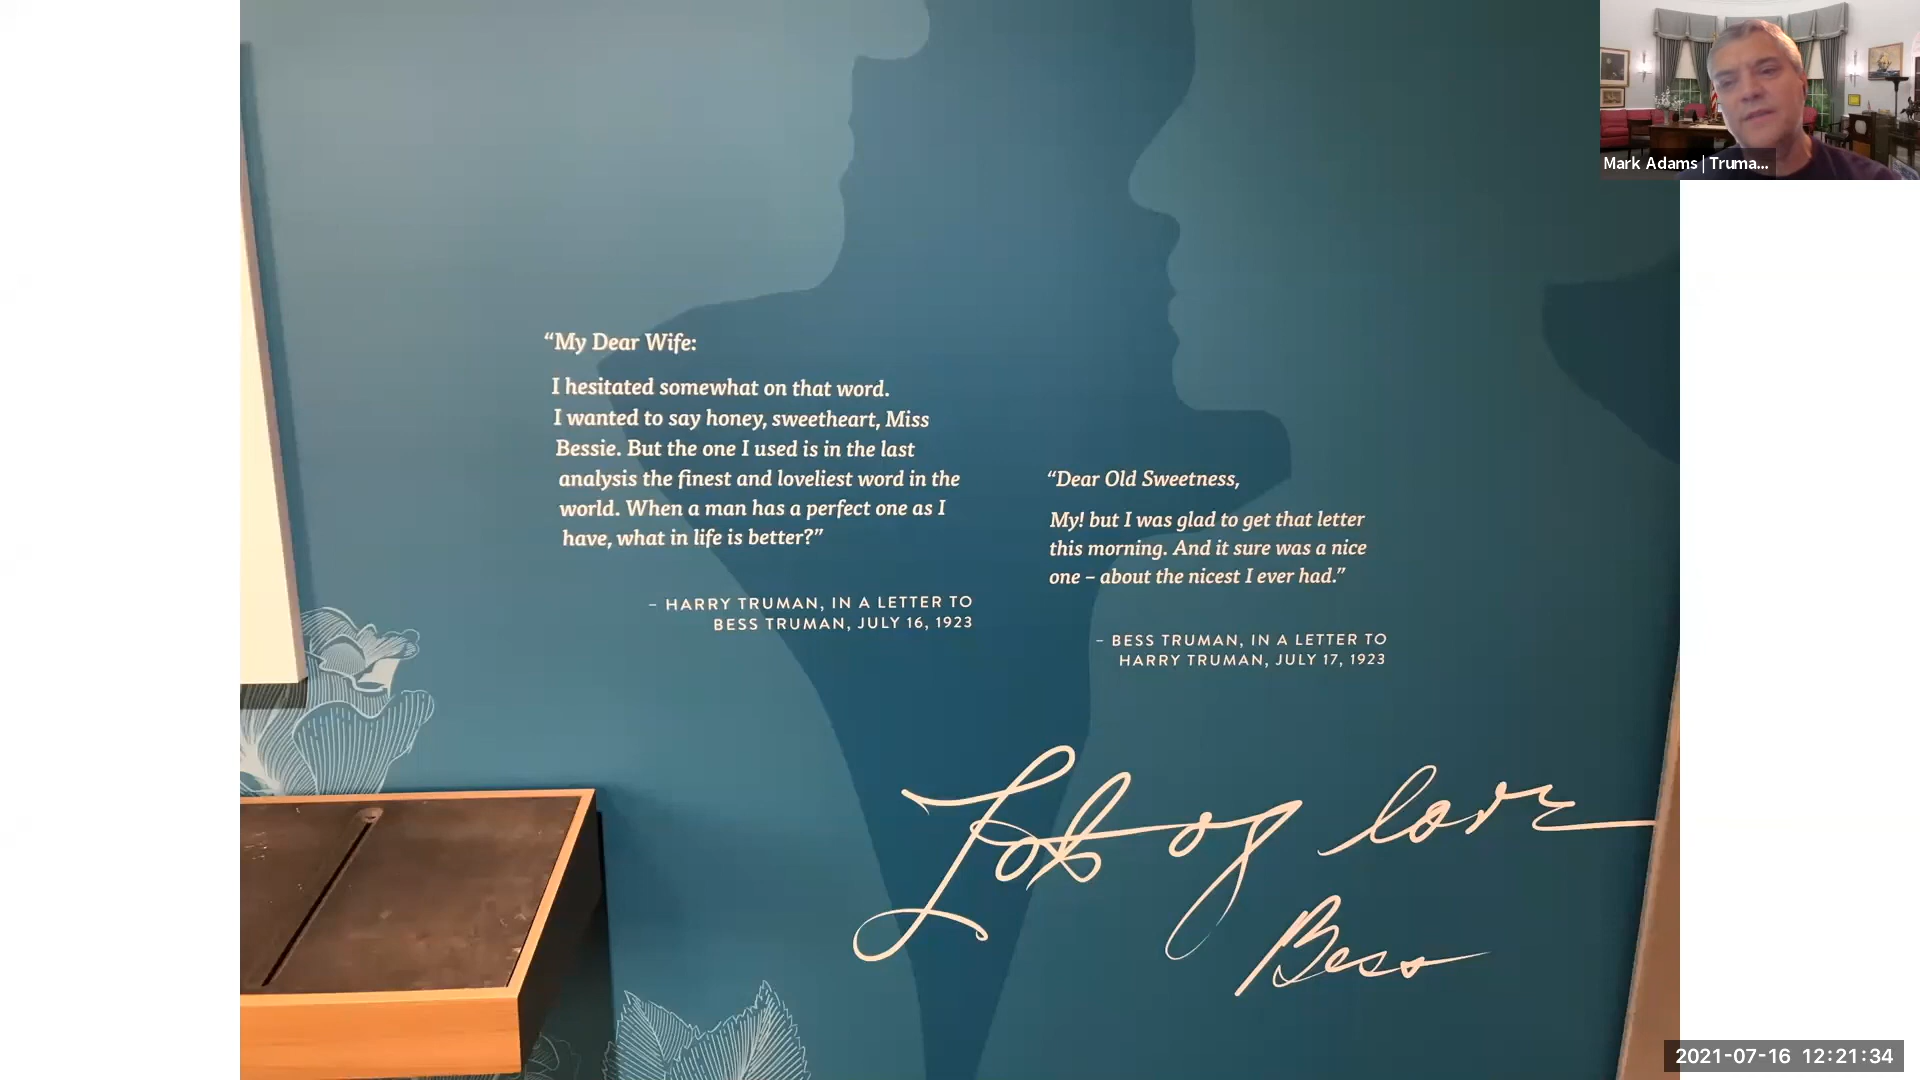 Mark Adams | Truma...
“My Dear Wife:
I hesitated somewhat on that word.
I wanted to say honey, sweetheart, Miss
Bessie. But the one I used is in the last
analysis the finest and loveliest word in the
world. When a man has a perfect one as I
have, what in life is better?”
– HARRY TRUMAN, IN A LETTER TO
BESS TRUMAN, JULY 16, 1923
“Dear Old Sweetness,
My! but I was glad to get that letter
this morning. And it sure was a nice
one – about the nicest I ever had.”
– BESS TRUMAN, IN A LETTER TO
HARRY TRUMAN, JULY 17, 1923
Lots of love
Bess
2021-07-16 12:21:34